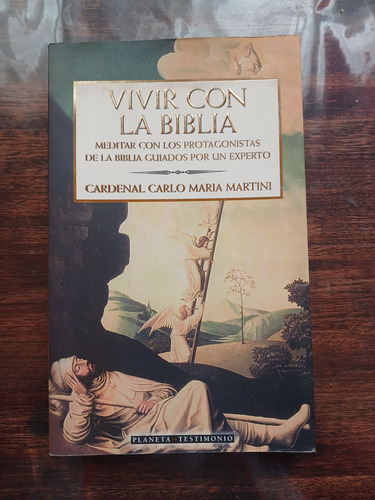 VIVIR CON
LA BIBLIA
MEDITAR CON LOS PROTAGONISTAS
DE LA BIBLIA GUIADOS POR UN EXPERTO
CARDENAL CARLO MARIA MARTINI
PLANETA TESTIMONIO